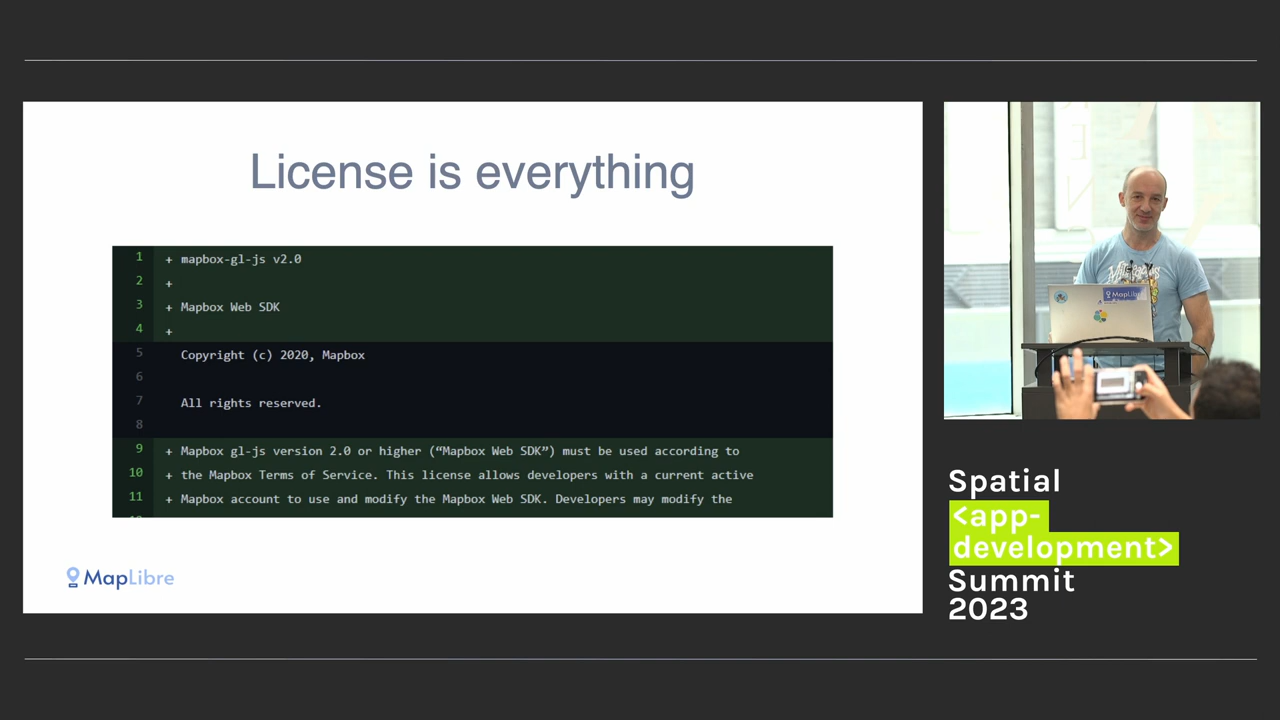 License is everything
1 + mapbox-gl-js v2.0
2 +
3 + Mapbox Web SDK
4 +
5 Copyright (c) 2020, Mapbox
6
7 All rights reserved.
8
9 + Mapbox gl-js version 2.0 or higher (“Mapbox Web SDK”) must be used according to
10 + the Mapbox Terms of Service. This license allows developers with a current active
11 + Mapbox account to use and modify the Mapbox Web SDK. Developers may modify the
MapLibre
MapLibre
Spatial
<app-
development>
Summit
2023